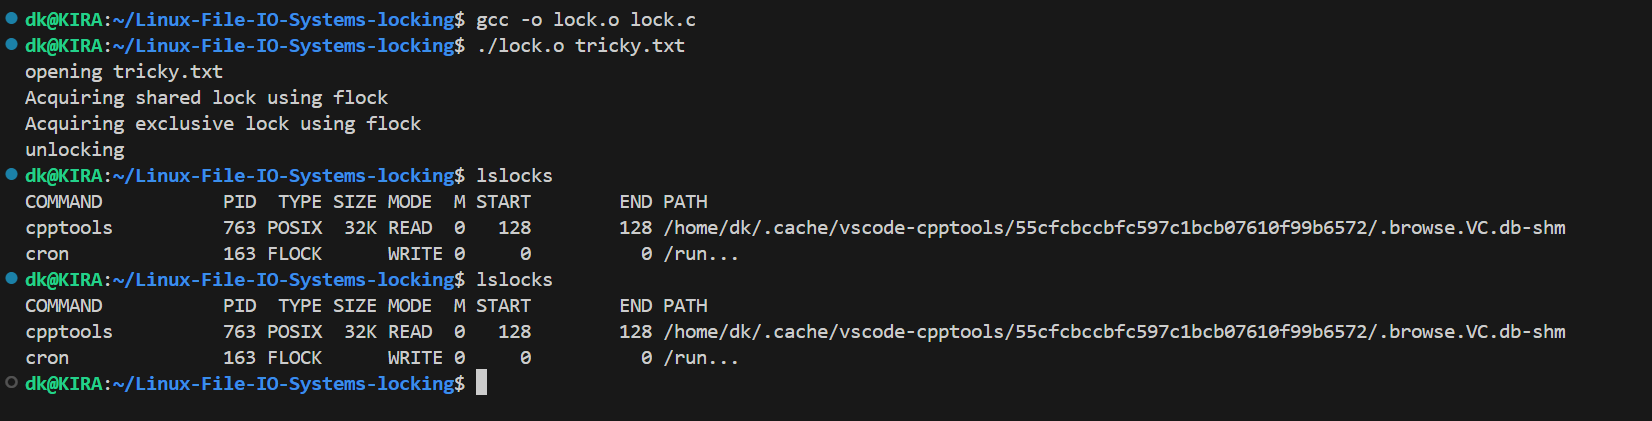 dk@KIRA:~/Linux-File-IO-Systems-locking$ gcc -o lock.o lock.c
dk@KIRA:~/Linux-File-IO-Systems-locking$ ./lock.o tricky.txt
opening tricky.txt
Acquiring shared lock using flock
Acquiring exclusive lock using flock
unlocking
dk@KIRA:~/Linux-File-IO-Systems-locking$ lslocks
COMMAND           PID  TYPE SIZE MODE  M START        END PATH
cpptools          763 POSIX  32K READ  0   128        128 /home/dk/.cache/vscode-cpptools/55cfcbccbfc597c1bcb07610f99b6572/.browse.VC.db-shm
cron              163 FLOCK      WRITE 0     0          0 /run...
dk@KIRA:~/Linux-File-IO-Systems-locking$ lslocks
COMMAND           PID  TYPE SIZE MODE  M START        END PATH
cpptools          763 POSIX  32K READ  0   128        128 /home/dk/.cache/vscode-cpptools/55cfcbccbfc597c1bcb07610f99b6572/.browse.VC.db-shm
cron              163 FLOCK      WRITE 0     0          0 /run...
dk@KIRA:~/Linux-File-IO-Systems-locking$